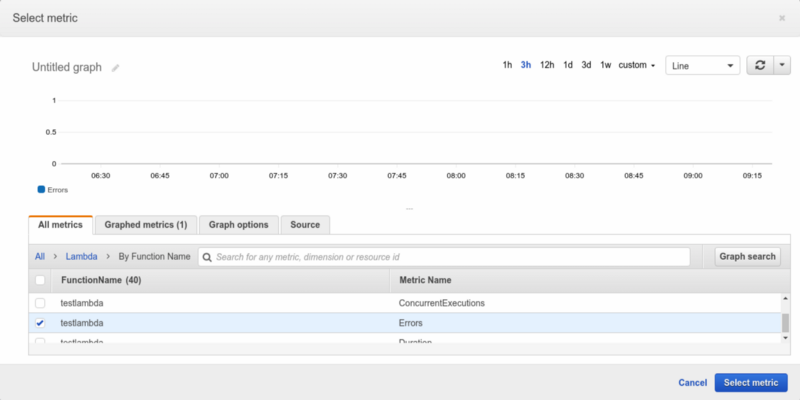 Select metric ×
Untitled graph 1h 3h 12h 1d 3d 1w custom Line
1
0.5
0
06:30 06:45 07:00 07:15 07:30 07:45 08:00 08:15 08:30 08:45 09:00 09:15
Errors
All metrics Graphed metrics (1) Graph options Source
All > Lambda > By Function Name Search for any metric, dimension or resource id Graph search
FunctionName (40) Metric Name
testlambda ConcurrentExecutions
testlambda Errors
testlambda Duration
Cancel Select metric